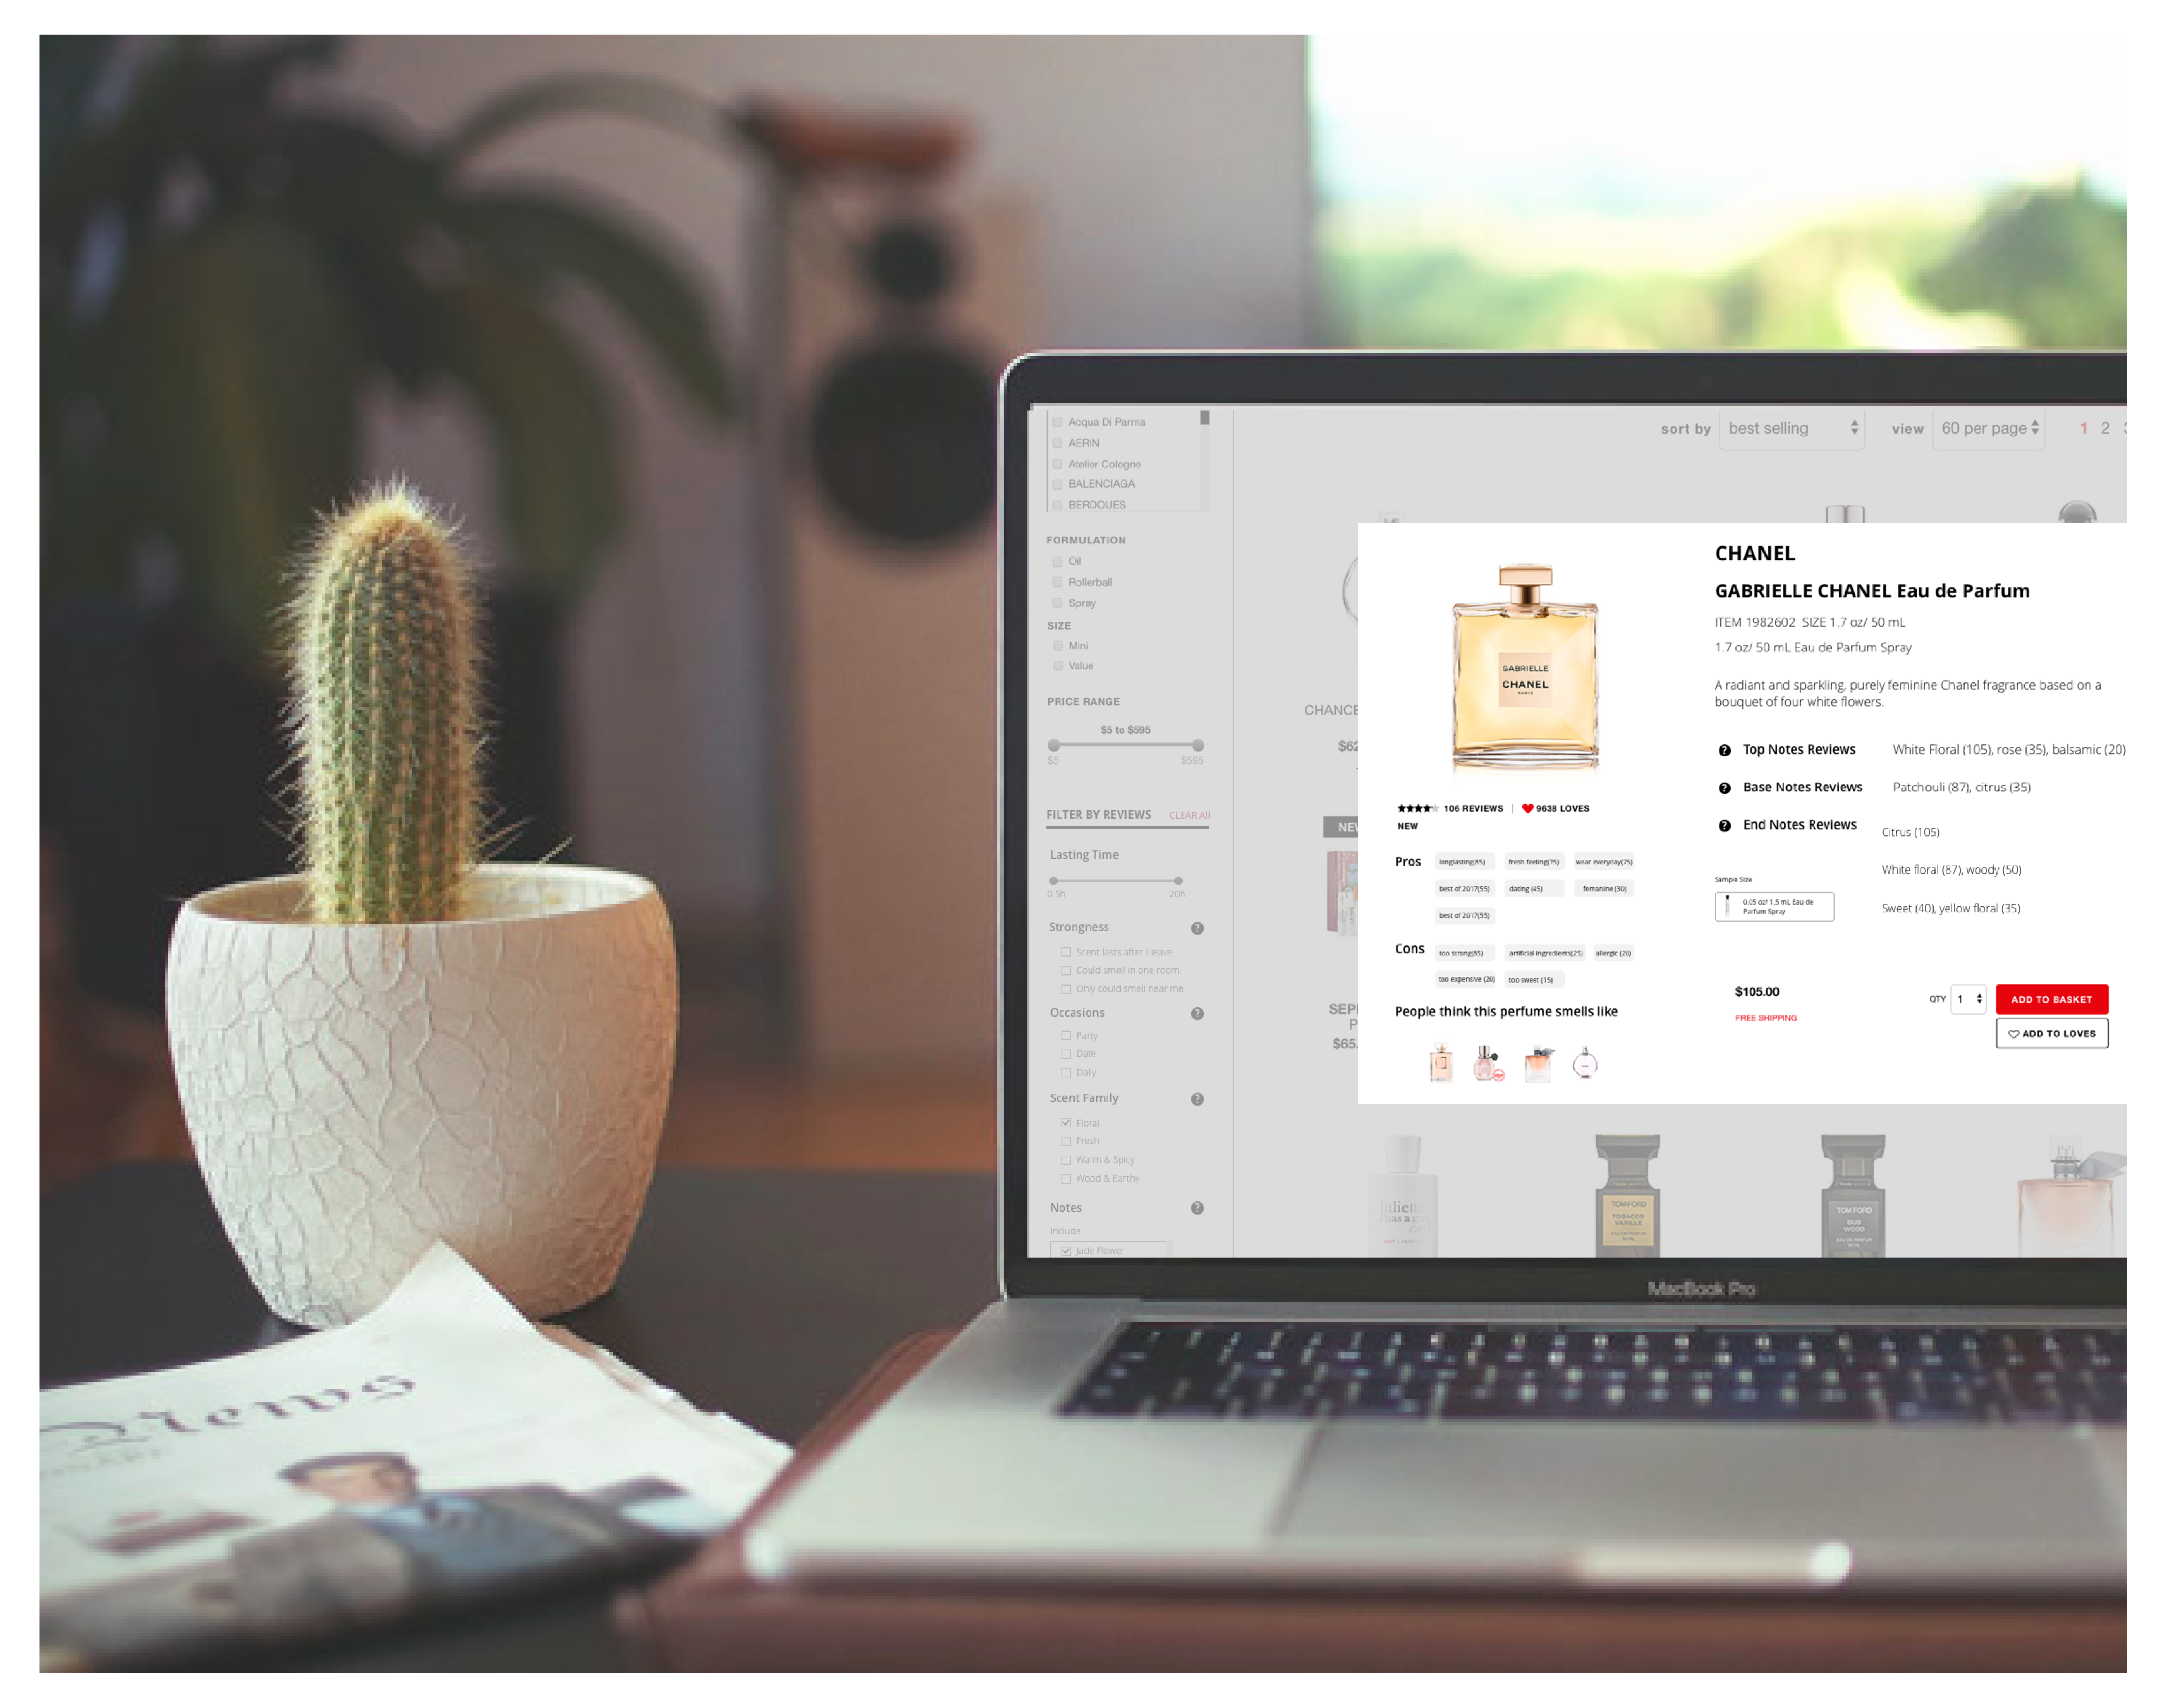 Acqua Di Parma
AERIN
Atelier Cologne
BALENCIAGA
BERDOUES
FORMULATION
Oil
Rollerball
Spray
SIZE
Mini
Value
PRICE RANGE
$5 to $595
$5 $595
FILTER BY REVIEWS CLEAR All
Lasting Time
0.5h 20h
Strongness
Scent lasts after I leave
Could smell in one room.
Only could smell near me
Occasions
Party
Date
Daily
Scent Family
Floral
Fresh
Warm & Spicy
Wood & Earthy
Notes
Include
Jade Flower
sort by best selling view 60 per page 1 2
CHANCE
$62
NEW
SEP
P
$65.
GABRIELLE
CHANEL
PARIS
106 REVIEWS | 9638 LOVES
NEW
Pros longlasting(85) fresh feeling(75) wear everyday(75)
best of 2017(55) dating (45) femanine (30)
best of 2017(55)
Cons too strong(85) artificial ingredients(25) allergic (20)
too expensive (20) too sweet (15)
People think this perfume smells like
CHANEL
GABRIELLE CHANEL Eau de Parfum
ITEM 1982602 SIZE 1.7 oz/ 50 mL
1.7 oz/ 50 mL Eau de Parfum Spray
A radiant and sparkling, purely feminine Chanel fragrance based on a
bouquet of four white flowers.
? Top Notes Reviews White Floral (105), rose (35), balsamic (20)
? Base Notes Reviews Patchouli (87), citrus (35)
? End Notes Reviews Citrus (105)
White floral (87), woody (50)
Sweet (40), yellow floral (35)
Sample Size
0.05 oz/ 1.5 mL Eau de
Parfum Spray
$105.00
FREE SHIPPING
QTY 1 ADD TO BASKET
ADD TO LOVES
Juliette
has a gun
TOM FORD
TOBACCO
VANILLE
TOM FORD
OUD
WOOD
MacBook Pro
News